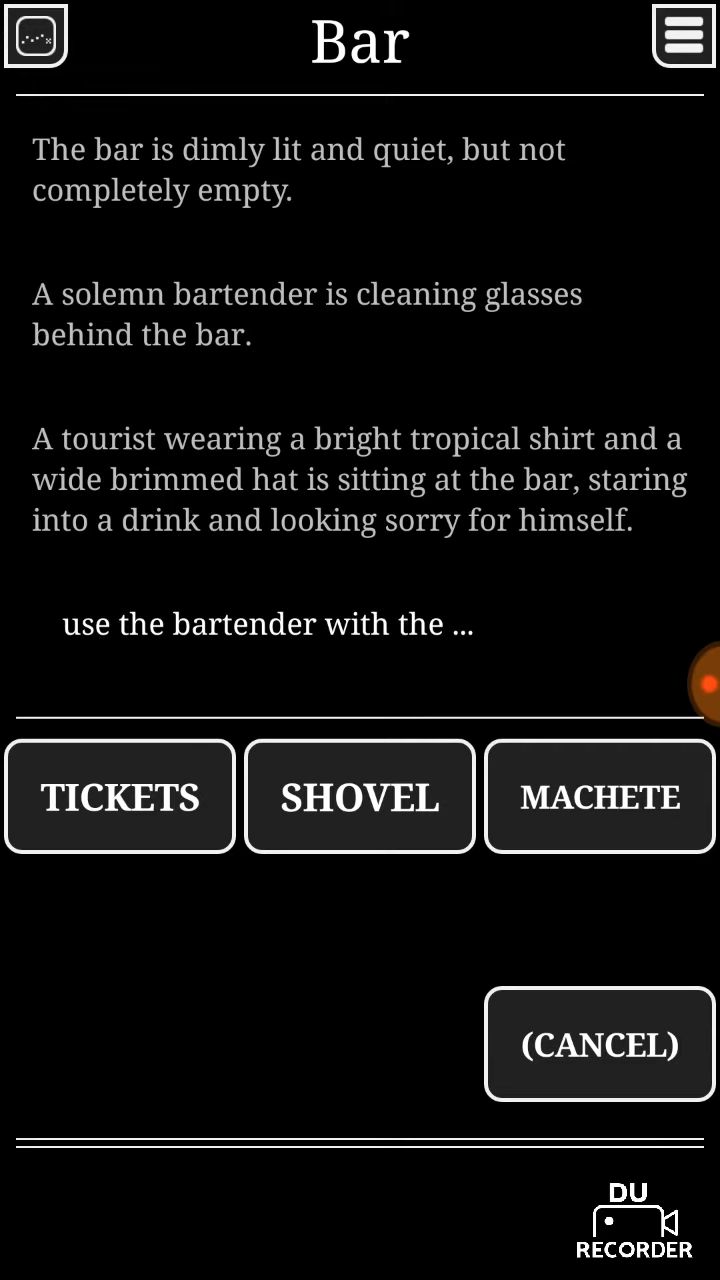 Bar
The bar is dimly lit and quiet, but not
completely empty.
A solemn bartender is cleaning glasses
behind the bar.
A tourist wearing a bright tropical shirt and a
wide brimmed hat is sitting at the bar, staring
into a drink and looking sorry for himself.
use the bartender with the ...
TICKETS SHOVEL MACHETE
(CANCEL)
DU
RECORDER